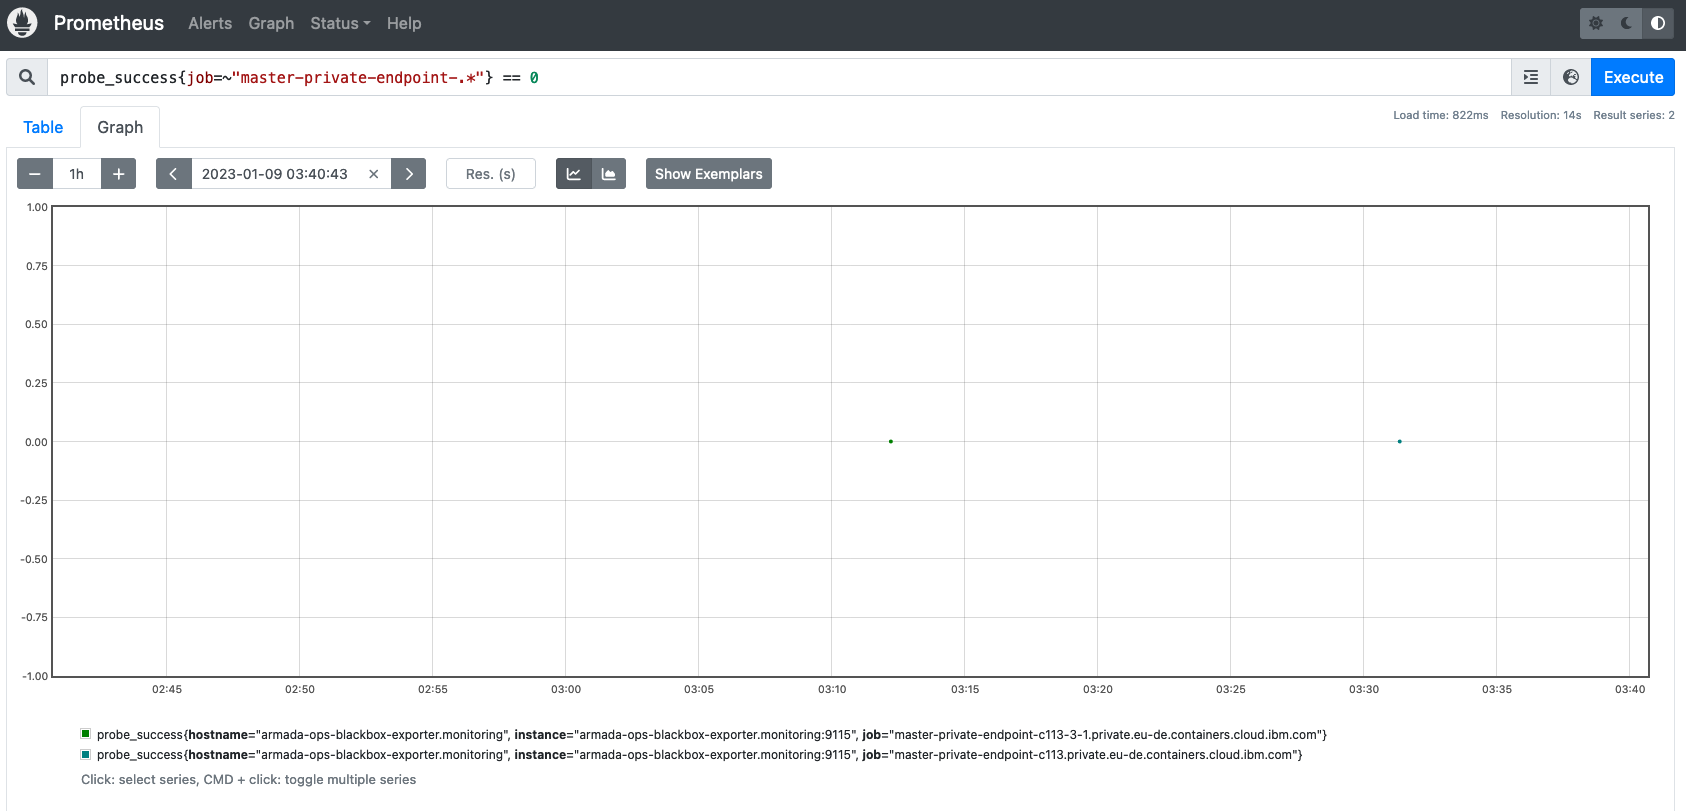 Prometheus Alerts Graph Status Help
probe_success{job=~"master-private-endpoint-.*"} == 0 Execute
Table Graph Load time: 822ms Resolution: 14s Result series: 2
− 1h + 2023-01-09 03:40:43 × Res. (s) Show Exemplars
1.00
0.75
0.50
0.25
0.00
-0.25
-0.50
-0.75
-1.00
02:45 02:50 02:55 03:00 03:05 03:10 03:15 03:20 03:25 03:30 03:35 03:40
probe_success{hostname="armada-ops-blackbox-exporter.monitoring", instance="armada-ops-blackbox-exporter.monitoring:9115", job="master-private-endpoint-c113-3-1.private.eu-de.containers.cloud.ibm.com"}
probe_success{hostname="armada-ops-blackbox-exporter.monitoring", instance="armada-ops-blackbox-exporter.monitoring:9115", job="master-private-endpoint-c113.private.eu-de.containers.cloud.ibm.com"}
Click: select series, CMD + click: toggle multiple series